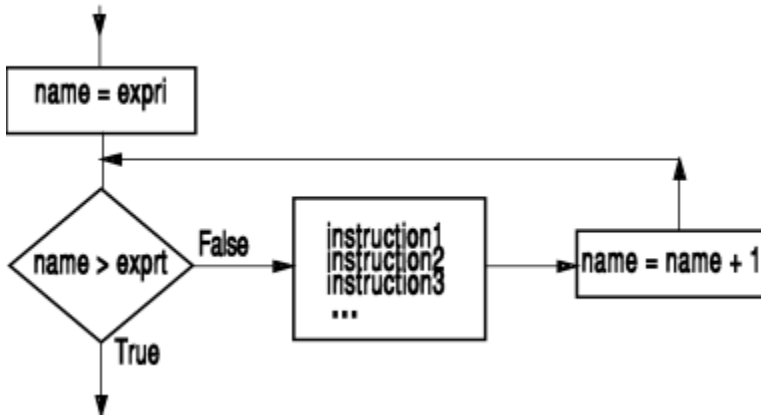 name = expri
name > exprt
False
instruction1
instruction2
instruction3
...
name = name + 1
True